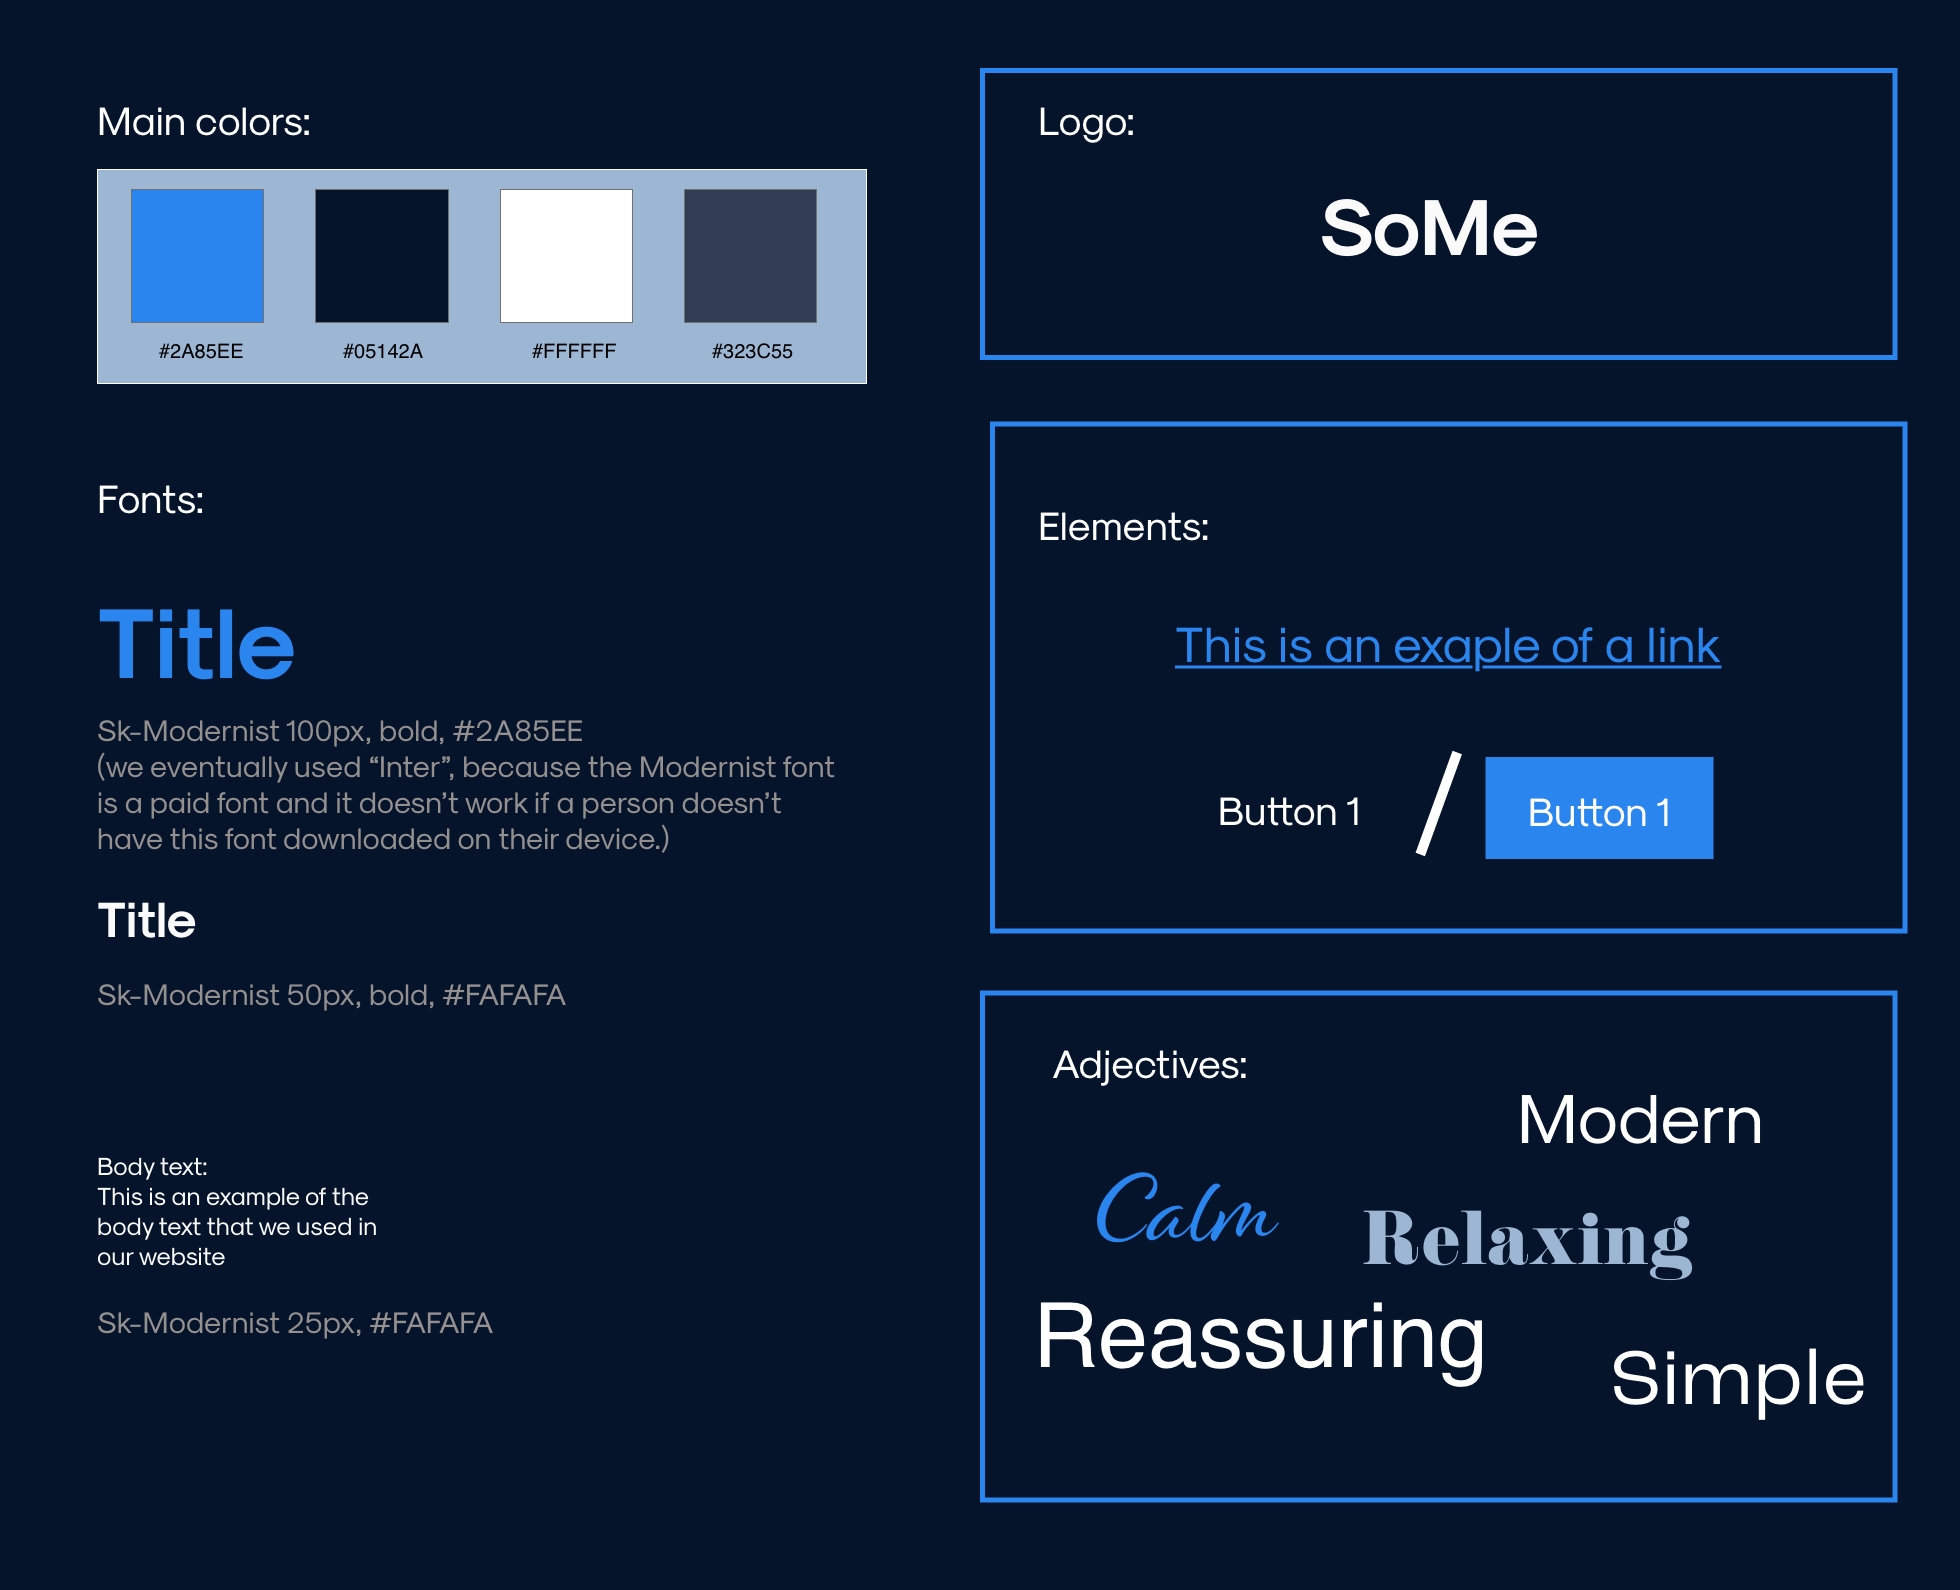 Main colors:
#2A85EE
#05142A
#FFFFFF
#323C55
Fonts:
Title
Sk-Modernist 100px, bold, #2A85EE
(we eventually used “Inter”, because the Modernist font
is a paid font and it doesn’t work if a person doesn’t
have this font downloaded on their device.)
Title
Sk-Modernist 50px, bold, #FAFAFA
Body text:
This is an example of the
body text that we used in
our website
Sk-Modernist 25px, #FAFAFA
Logo:
SoMe
Elements:
This is an exaple of a link
Button 1 / Button 1
Adjectives:
Modern
Calm
Relaxing
Reassuring
Simple